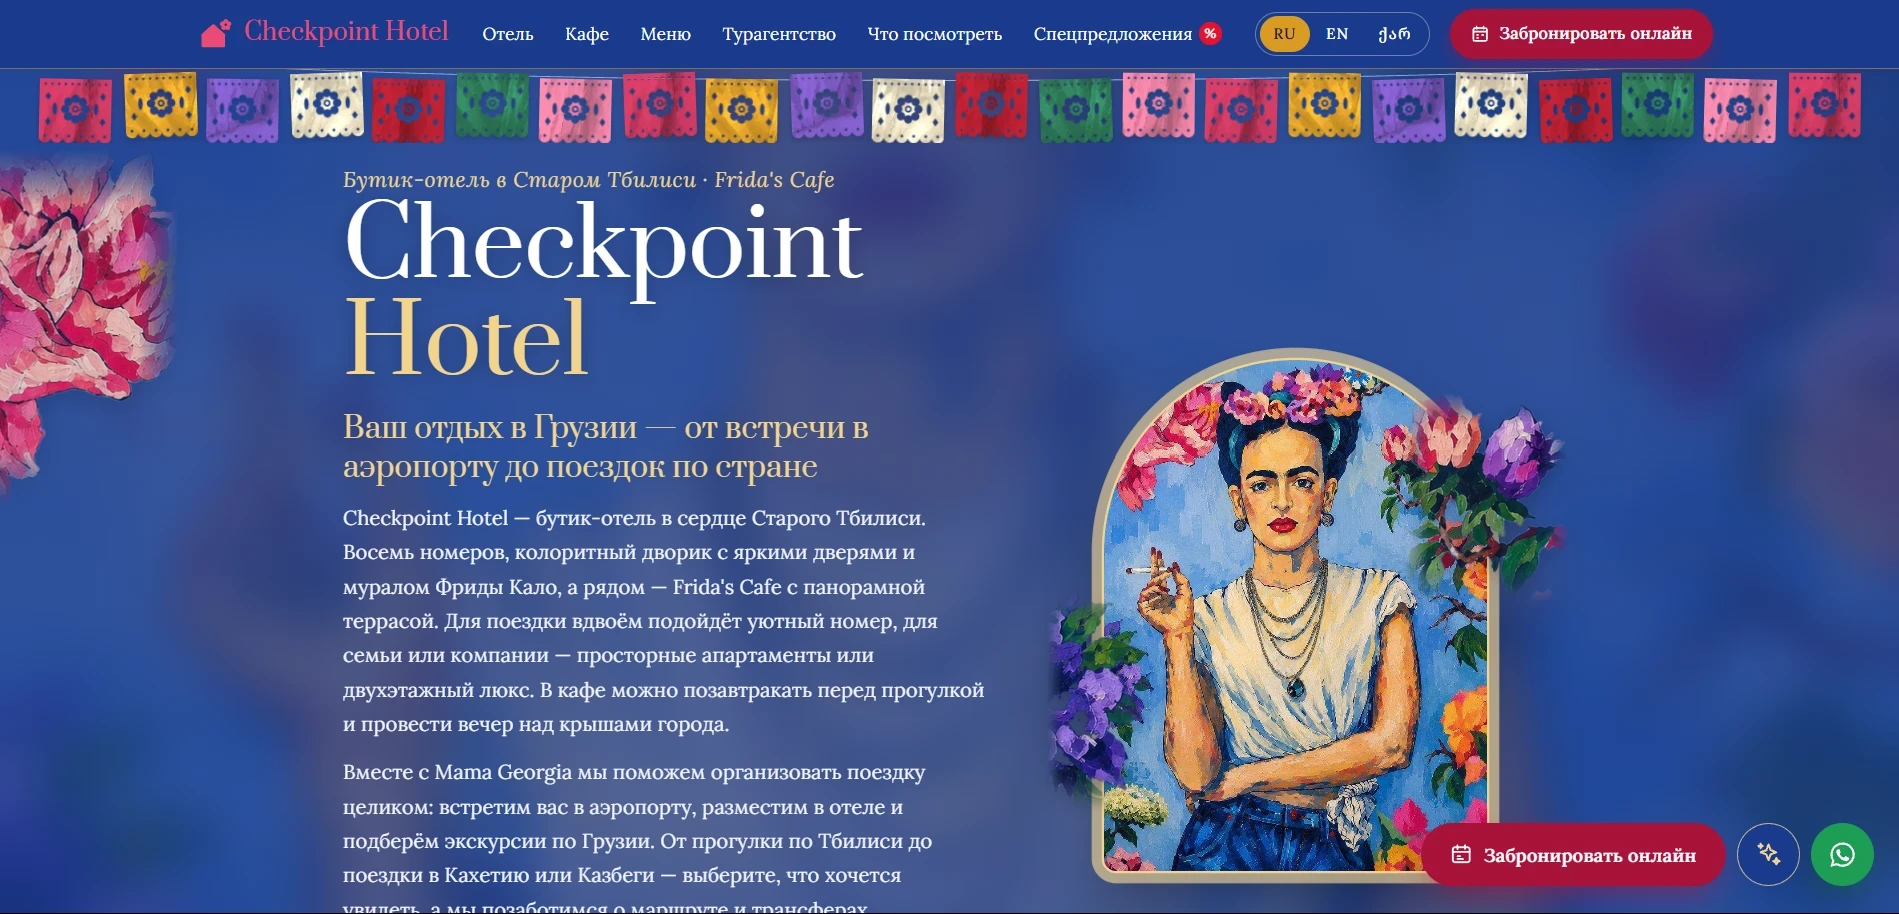 Checkpoint Hotel
Отель
Кафе
Меню
Турагентство
Что посмотреть
Спецпредложения %
RU
EN
ქარ
Забронировать онлайн
Бутик-отель в Старом Тбилиси · Frida's Cafe
Checkpoint
Hotel
Ваш отдых в Грузии — от встречи в
аэропорту до поездок по стране
Checkpoint Hotel — бутик-отель в сердце Старого Тбилиси.
Восемь номеров, колоритный дворик с яркими дверями и
муралом Фриды Кало, а рядом — Frida's Cafe с панорамной
террасой. Для поездки вдвоём подойдёт уютный номер, для
семьи или компании — просторные апартаменты или
двухэтажный люкс. В кафе можно позавтракать перед прогулкой
и провести вечер над крышами города.
Вместе с Mama Georgia мы поможем организовать поездку
целиком: встретим вас в аэропорту, разместим в отеле и
подберём экскурсии по Грузии. От прогулки по Тбилиси до
поездки в Кахетию или Казбеги — выберите, что хочется
увидеть, а мы позаботимся о маршруте и трансферах.
Забронировать онлайн